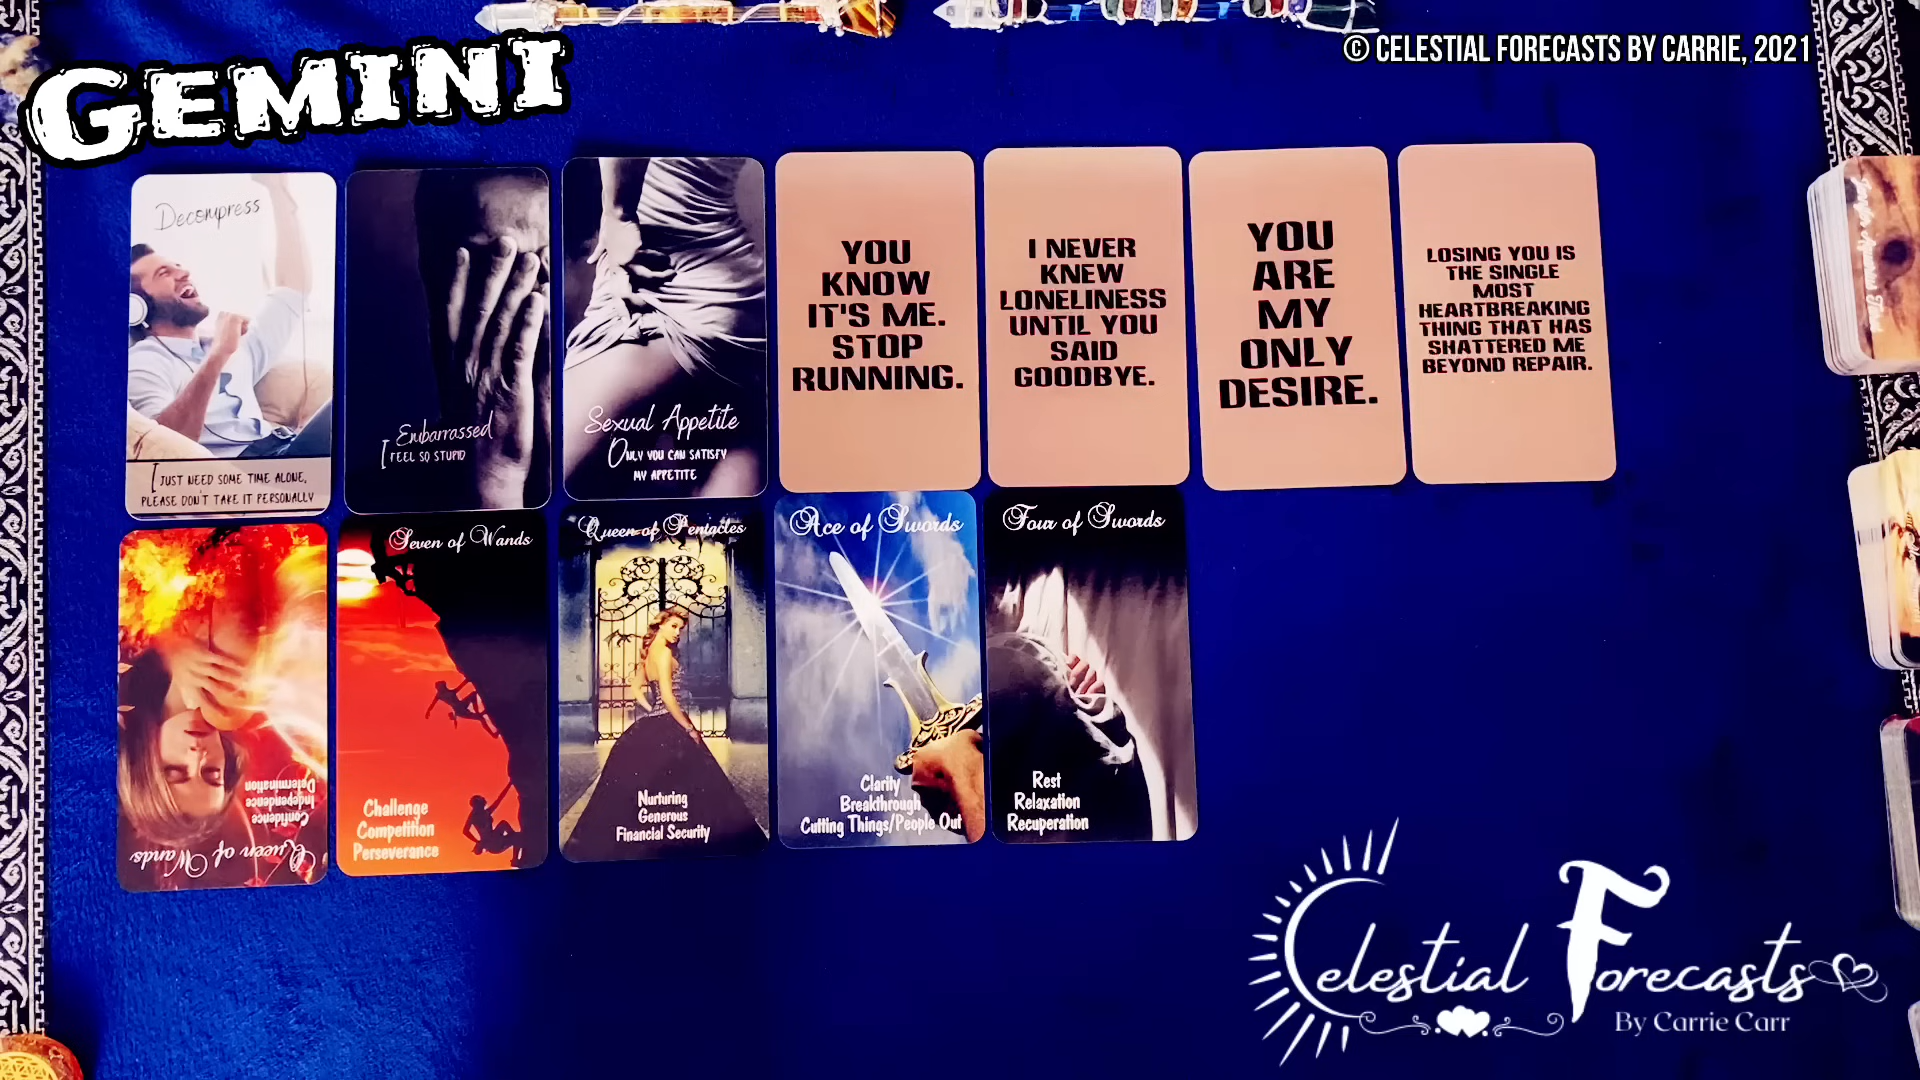 GEMINI
© CELESTIAL FORECASTS BY CARRIE, 2021
Decompress
I JUST NEED SOME TIME ALONE,
PLEASE DON'T TAKE IT PERSONALLY
Embarrassed
I FEEL SO STUPID
Sexual Appetite
ONLY YOU CAN SATISFY
MY APPETITE
YOU
KNOW
IT'S ME.
STOP
RUNNING.
I NEVER
KNEW
LONELINESS
UNTIL YOU
SAID
GOODBYE.
YOU
ARE
MY
ONLY
DESIRE.
LOSING YOU IS
THE SINGLE
MOST
HEARTBREAKING
THING THAT HAS
SHATTERED ME
BEYOND REPAIR.
Queen of Wands
Confidence
Independence
Determination
Seven of Wands
Challenge
Competition
Perseverance
Queen of Pentacles
Nurturing
Generous
Financial Security
Ace of Swords
Clarity
Breakthrough
Cutting Things/People Out
Four of Swords
Rest
Relaxation
Recuperation
Celestial Forecasts
By Carrie Carr